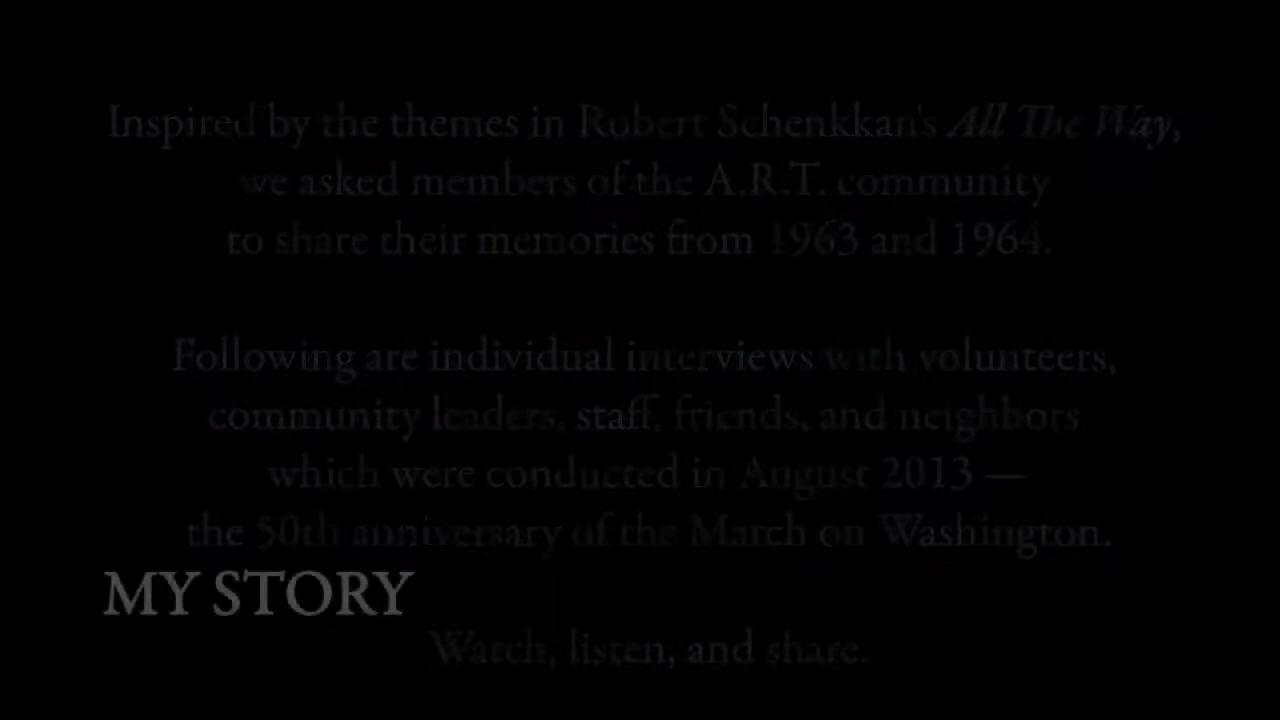 Inspired by the themes in Robert Schenkkan's All The Way,
we asked members of the A.R.T. community
to share their memories from 1963 and 1964.
Following are individual interviews with volunteers,
community leaders, staff, friends, and neighbors
which were conducted in August 2013 —
the 50th anniversary of the March on Washington.
MY STORY
Watch, listen, and share.